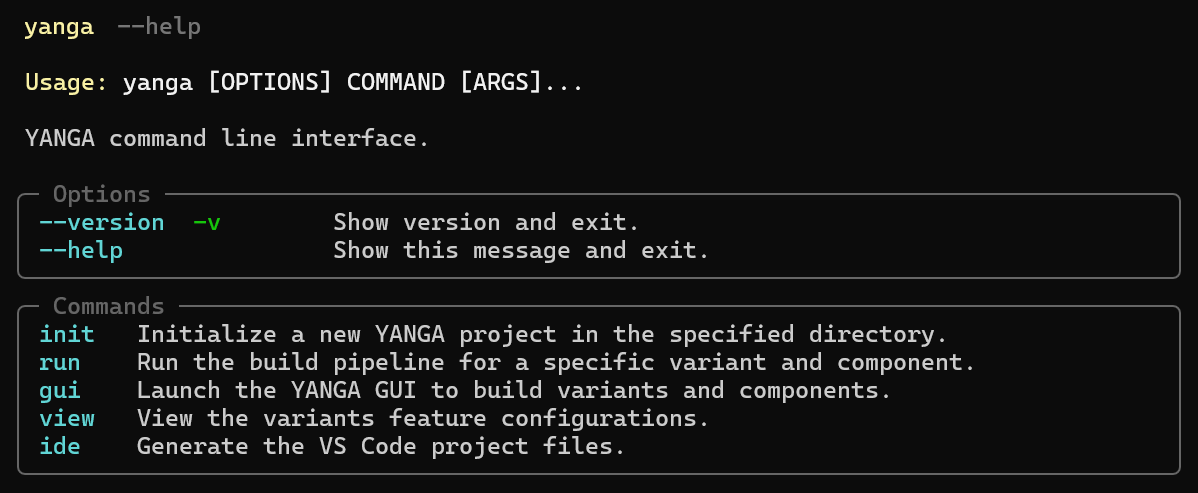 yanga --help
Usage: yanga [OPTIONS] COMMAND [ARGS]...
YANGA command line interface.
Options
--version -v Show version and exit.
--help Show this message and exit.
Commands
init Initialize a new YANGA project in the specified directory.
run Run the build pipeline for a specific variant and component.
gui Launch the YANGA GUI to build variants and components.
view View the variants feature configurations.
ide Generate the VS Code project files.